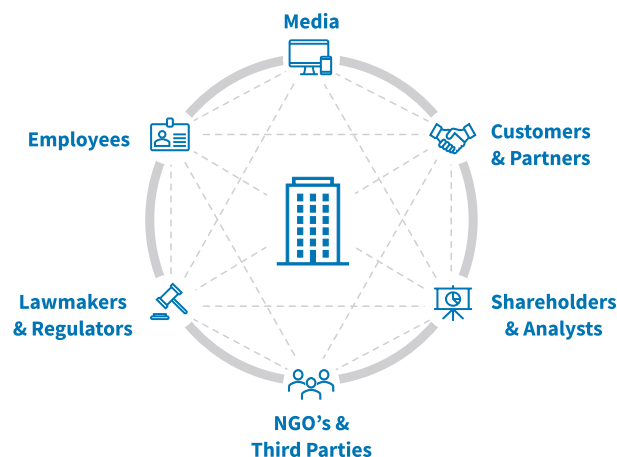 Media
Employees
Customers
& Partners
Lawmakers
& Regulators
Shareholders
& Analysts
NGO's &
Third Parties